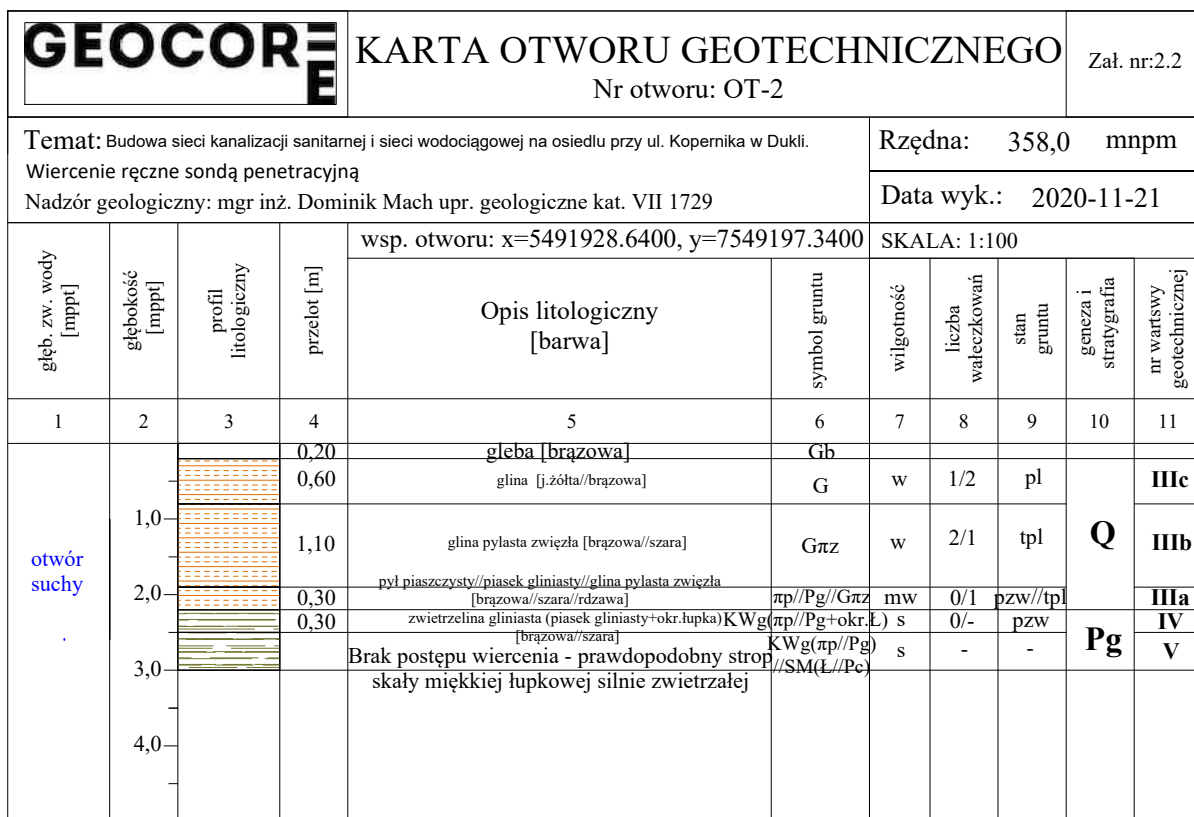 GEOCORE
KARTA OTWORU GEOTECHNICZNEGO
Nr otworu: OT-2
Zał. nr:2.2
Temat: Budowa sieci kanalizacji sanitarnej i sieci wodociągowej na osiedlu przy ul. Kopernika w Dukli.
Wiercenie ręczne sondą penetracyjną
Nadzór geologiczny: mgr inż. Dominik Mach upr. geologiczne kat. VII 1729
Rzędna: 358,0 mnpm
Data wyk.: 2020-11-21
wsp. otworu: x=5491928.6400, y=7549197.3400
SKALA: 1:100
głęb. zw. wody
[mppt]
głębokość
[mppt]
profil
litologiczny
przelot [m]
Opis litologiczny
[barwa]
symbol gruntu
wilgotność
liczba
wałeczkowań
stan
gruntu
geneza i
stratygrafia
nr wartswy
geotechnicznej
1 2 3 4 5 6 7 8 9 10 11
0,20 gleba [brązowa] Gb
0,60 glina [j.żółta//brązowa] G w 1/2 pl IIIc
1,0
1,10 glina pylasta zwięzła [brązowa//szara] Gπz w 2/1 tpl Q IIIb
otwór
suchy
2,0
pył piaszczysty//piasek gliniasty//glina pylasta zwięzła
0,30 [brązowa//szara//rdzawa] πp//Pg//Gπz mw 0/1 pzw//tpl IIIa
0,30 zwietrzelina gliniasta (piasek gliniasty+okr.łupka) KWg(πp//Pg+okr.Ł) s 0/- pzw IV
[brązowa//szara]
Pg
Brak postępu wiercenia - prawdopodobny strop
skały miękkiej łupkowej silnie zwietrzałej
KWg(πp//Pg)
//SM(Ł//Pc)
s - - V
3,0
4,0